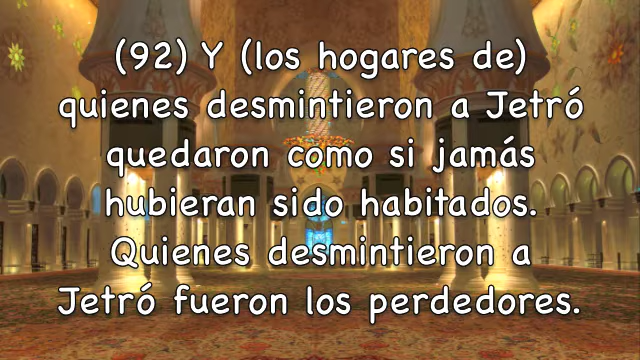 (92) Y (los hogares de)
quienes desmintieron a Jetró
quedaron como si jamás
hubieran sido habitados.
Quienes desmintieron a
Jetró fueron los perdedores.